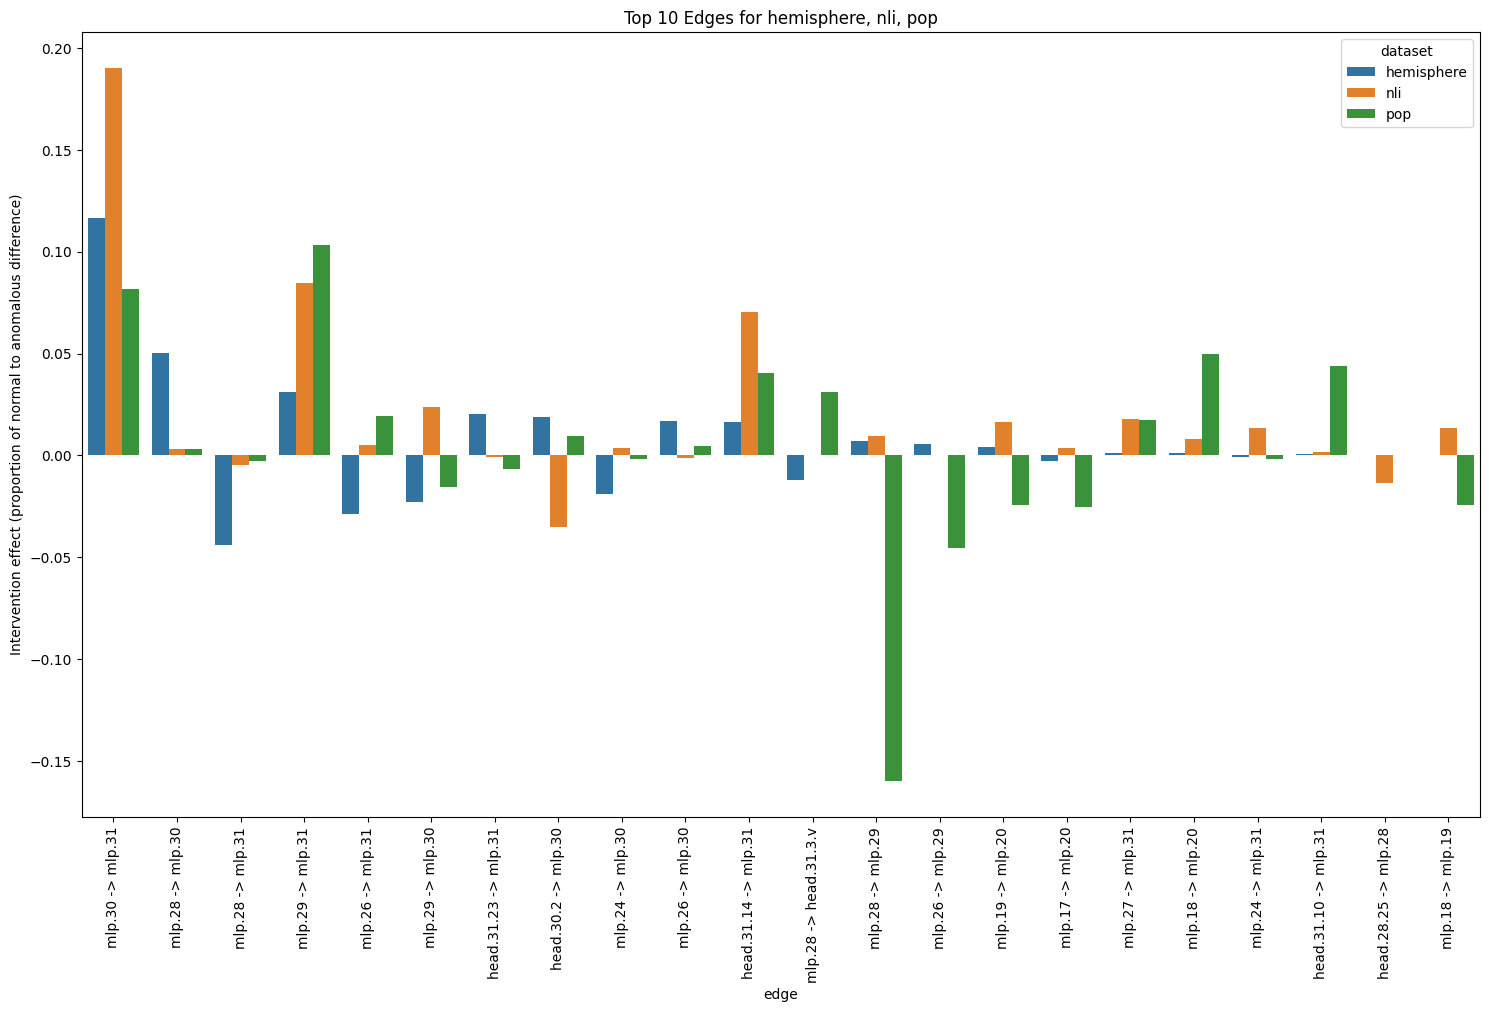 Top 10 Edges for hemisphere, nli, pop
Intervention effect (proportion of normal to anomalous difference)
0.20
0.15
0.10
0.05
0.00
−0.05
−0.10
−0.15
dataset
hemisphere
nli
pop
mlp.30 -> mlp.31
mlp.28 -> mlp.30
mlp.28 -> mlp.31
mlp.29 -> mlp.31
mlp.26 -> mlp.31
mlp.29 -> mlp.30
head.31.23 -> mlp.31
head.30.2 -> mlp.30
mlp.24 -> mlp.30
mlp.26 -> mlp.30
head.31.14 -> mlp.31
mlp.28 -> head.31.3.v
mlp.28 -> mlp.29
mlp.26 -> mlp.29
mlp.19 -> mlp.20
mlp.17 -> mlp.20
mlp.27 -> mlp.31
mlp.18 -> mlp.20
mlp.24 -> mlp.31
head.31.10 -> mlp.31
head.28.25 -> mlp.28
mlp.18 -> mlp.19
edge